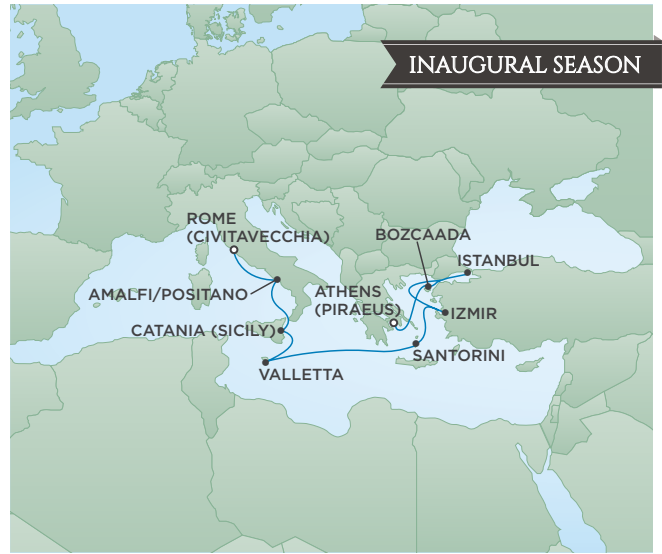 INAUGURAL SEASON
ROME
(CIVITAVECCHIA)
BOZCAADA
ISTANBUL
AMALFI/POSITANO
ATHENS
(PIRAEUS)
IZMIR
CATANIA (SICILY)
SANTORINI
VALLETTA